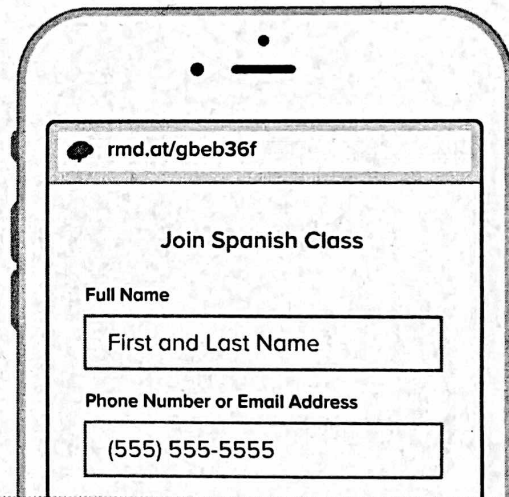 rmd.at/gbeb36f
Join Spanish Class
Full Name
First and Last Name
Phone Number or Email Address
(555) 555-5555